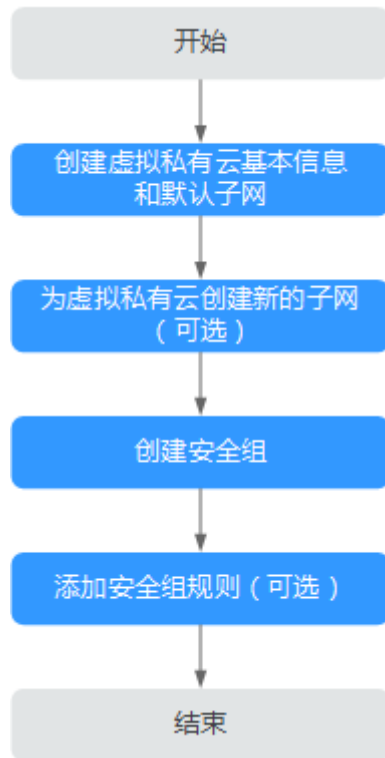 开始
创建虚拟私有云基本信息
和默认子网
为虚拟私有云创建新的子网
（可选）
创建安全组
添加安全组规则（可选）
结束